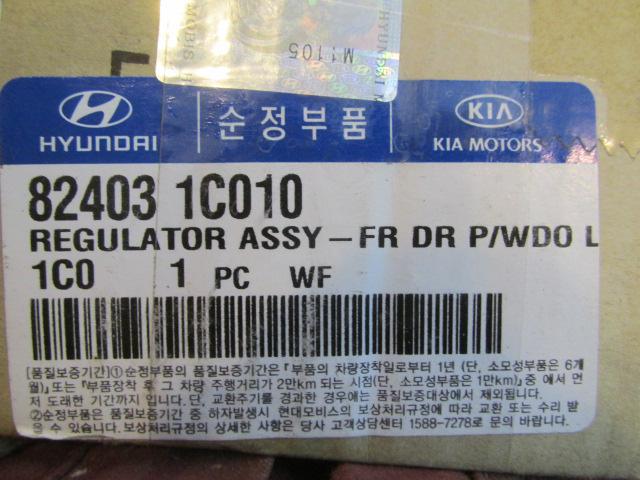 M1105
HYUNDAI
순정부품
KIA
KIA MOTORS
82403 1C010
REGULATOR ASSY-FR DR P/WDO L
1C0 1 PC WF
[품질보증기간]①순정부품의 품질보증기간은『부품의 차량장착일로부터 1년 (단, 소모성부품은 6개
월)』또는『부품장착 후 그 차량 주행거리가 2만km 되는 시점(단, 소모성부품은 1만km)』중 에서 먼
저 도래한 기간까지 입니다. 단, 교환주기를 경과한 경우에는 품질보증대상에서 제외됩니다.
②순정부품은 품질보증기간 중 하자발생시 현대모비스의 보상처리규정에 따라 교환 또는 수리 받
을 수 있습니다. 보상처리규정의 상세한 사항은 당사 고객상담센터 1588-7278로 문의 바랍니다.